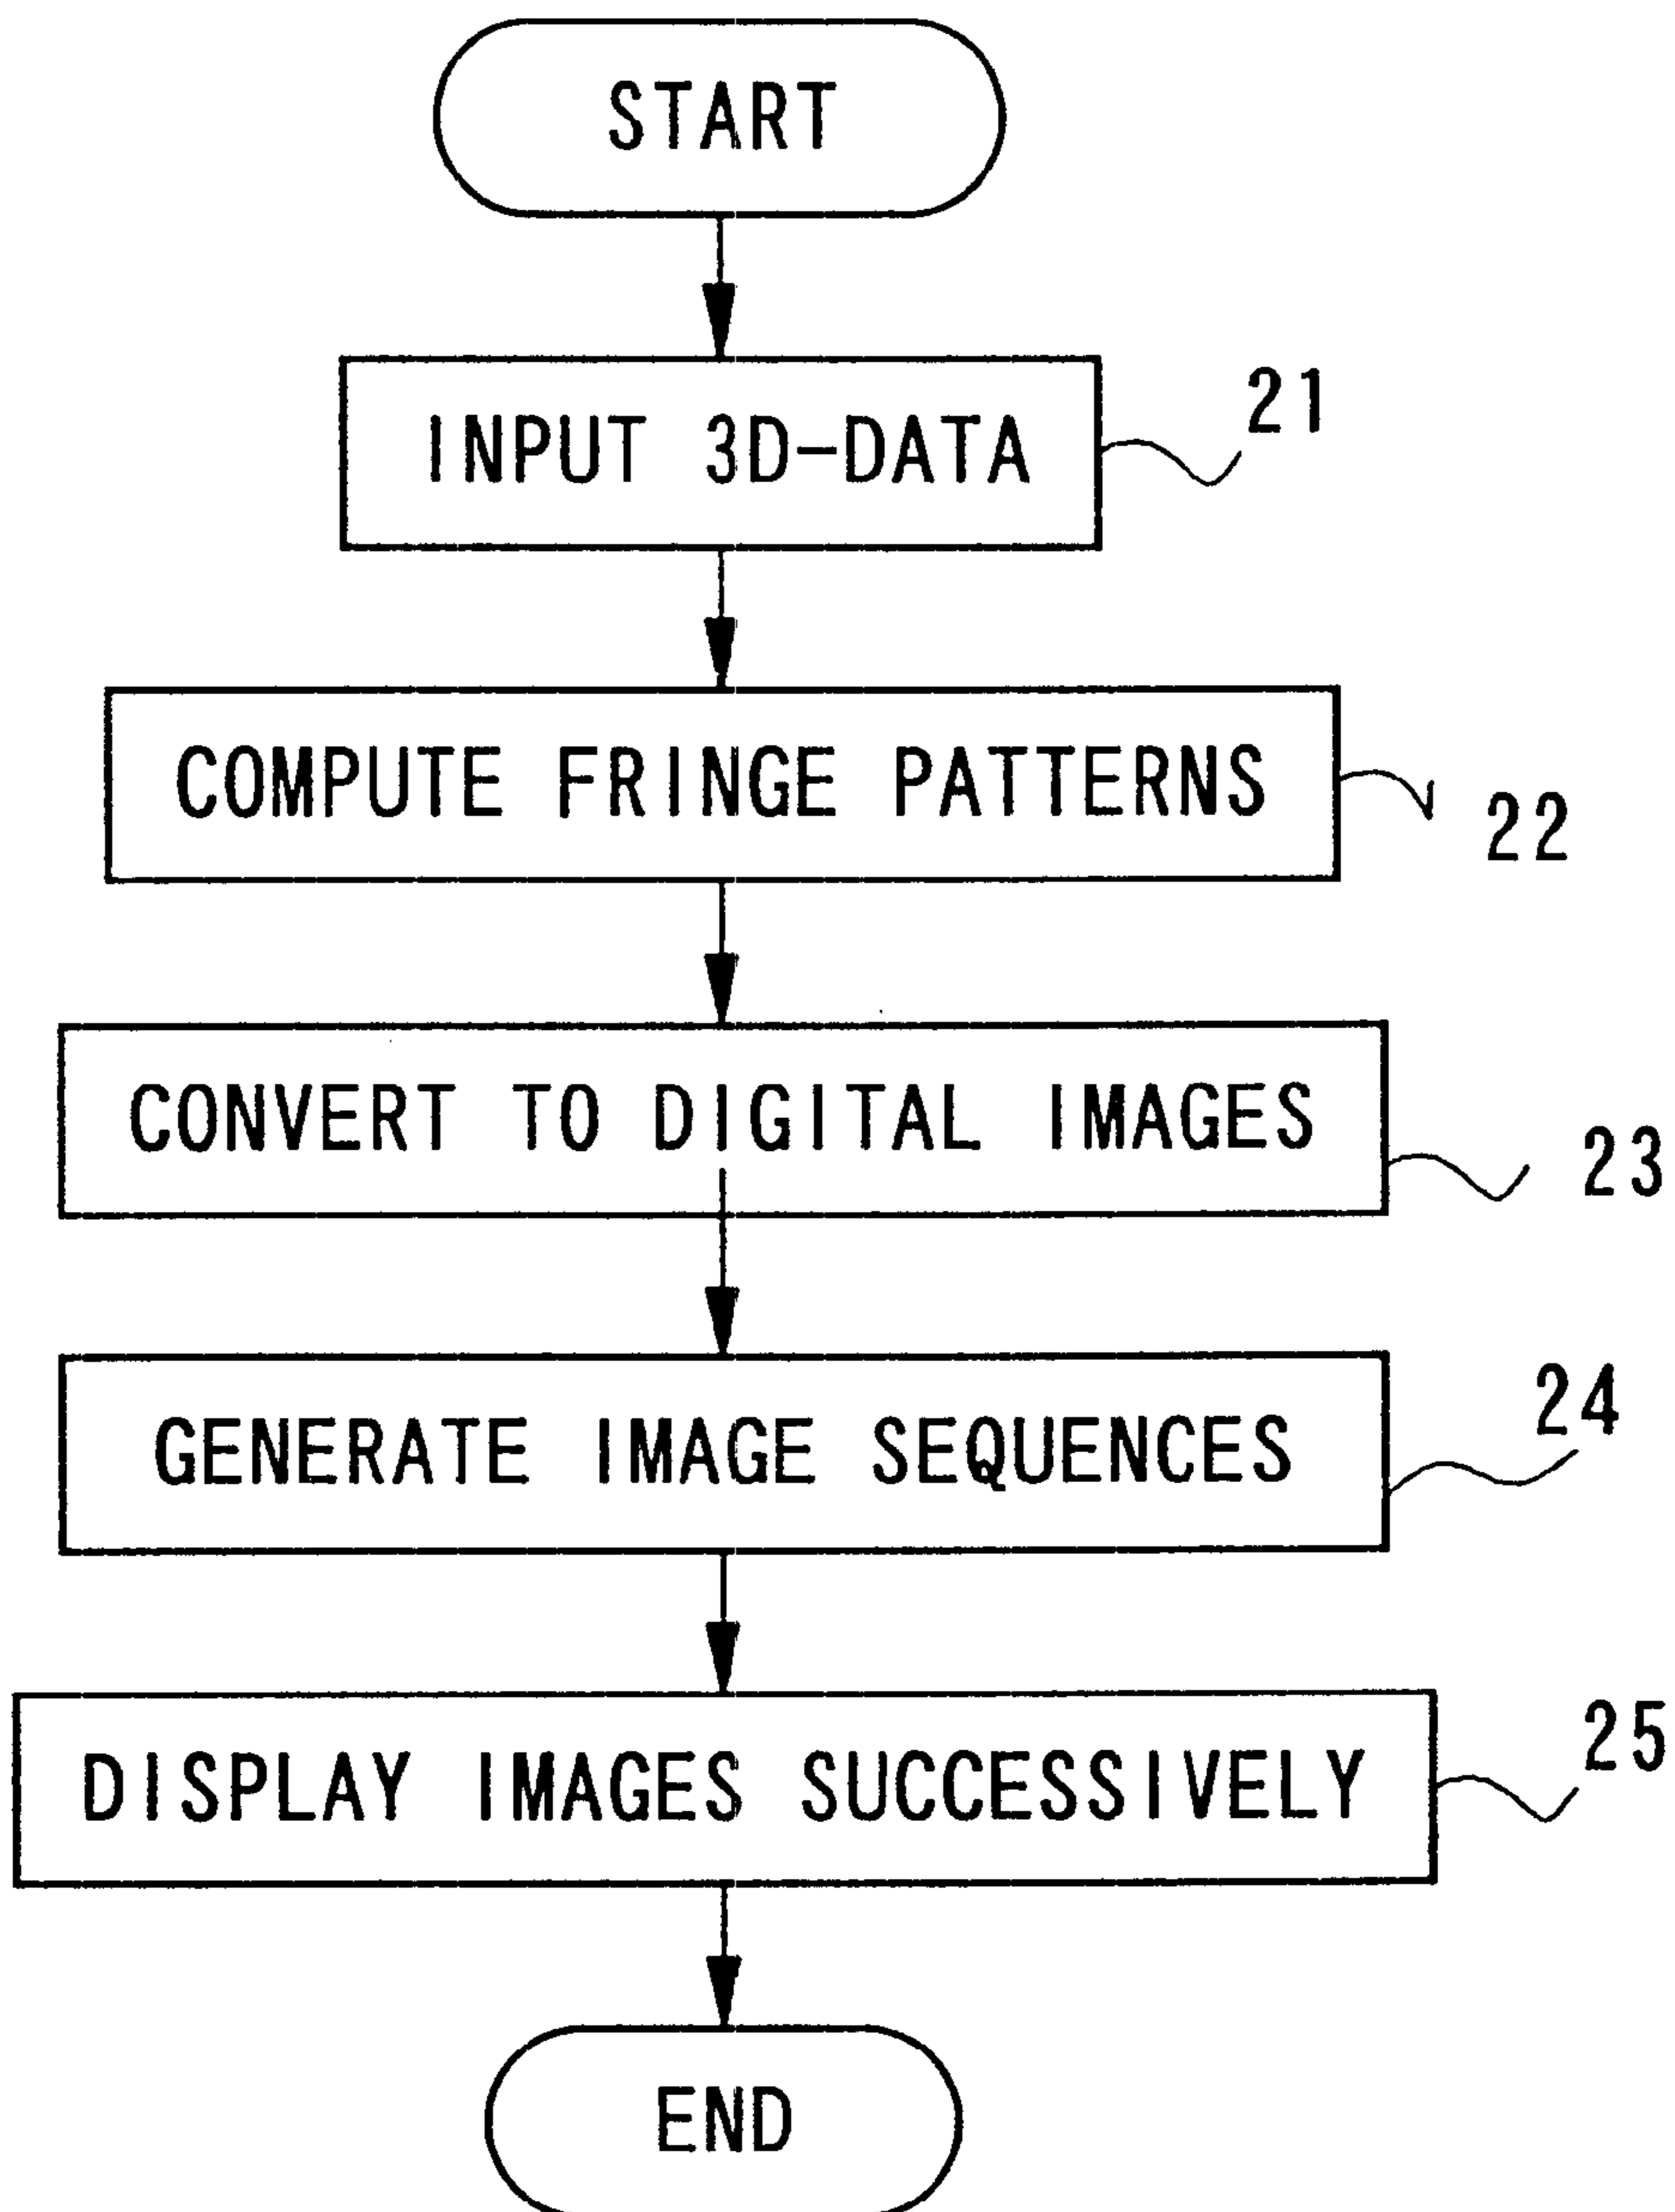 START
INPUT 3D-DATA
21
COMPUTE FRINGE PATTERNS
22
CONVERT TO DIGITAL IMAGES
23
GENERATE IMAGE SEQUENCES
24
DISPLAY IMAGES SUCCESSIVELY
25
END